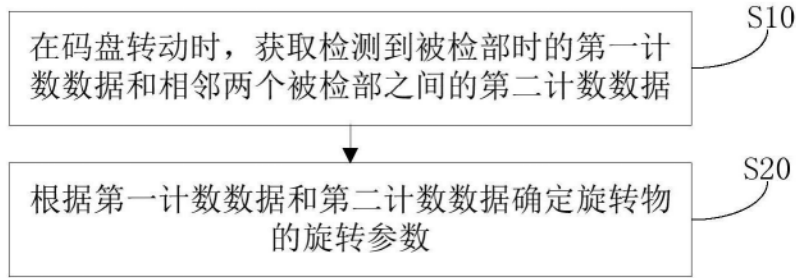 S10
在码盘转动时，获取检测到被检部时的第一计
数数据和相邻两个被检部之间的第二计数数据
S20
根据第一计数数据和第二计数数据确定旋转物
的旋转参数